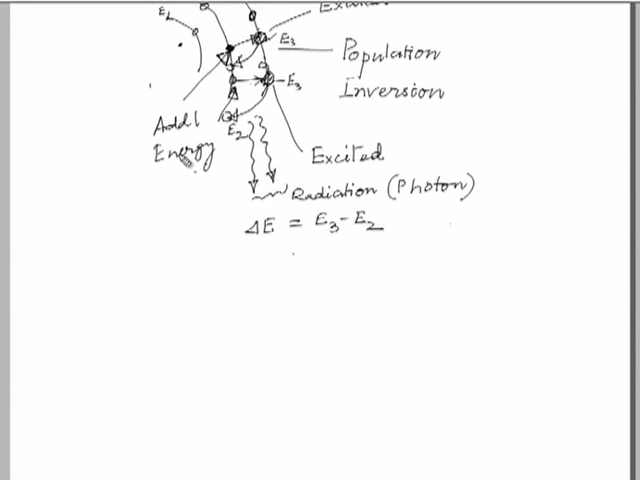 E1
E3
Population
Inversion
E3
Addl
Energy
E2
Excited
Radiation (Photon)
ΔE = E3 - E2